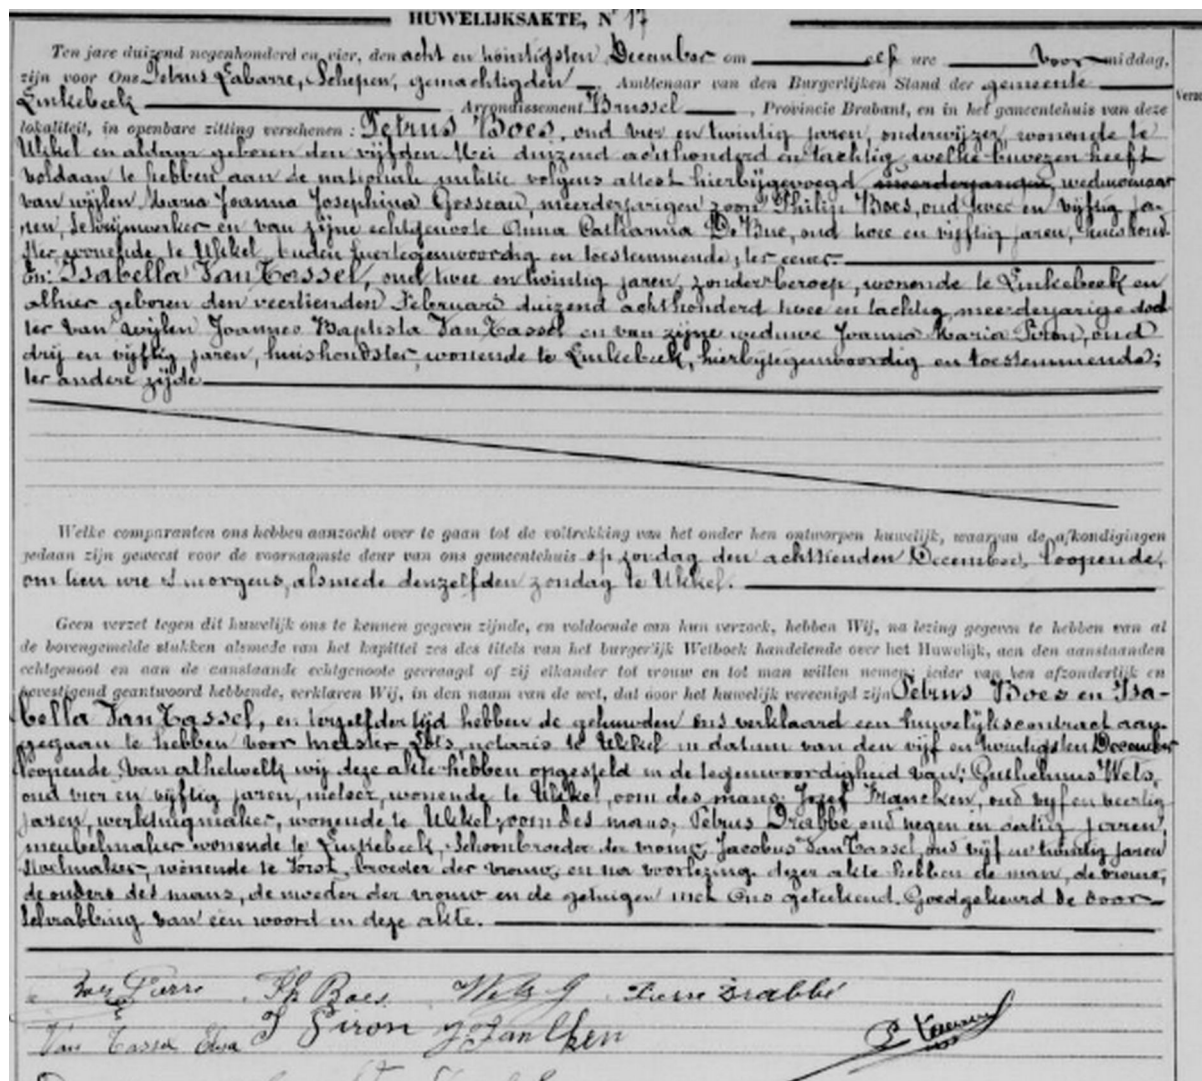 HUWELIJKSAKTE, N° 17
Ten jare duizend negenhonderd en vier, den acht en twintigsten December om elf ure voor middag,
zijn voor Ons Petrus Labarre, Schepen, gemachtigden Ambtenaar van den Burgerlijken Stand der gemeente
Linkebeek Arrondissement Brussel, Provincie Brabant, en in het gemeentehuis van deze
lokaliteit, in openbare zitting verschenen: Petrus Boes, oud vier en twintig jaren, onderwijzer, wonende te
Ukkel en aldaar geboren den vijfden Mei duizend achthonderd en tachtig, welke bewezen heeft
voldaan te hebben aan de nationale militie volgens attest hierbijgevoegd, meerderjarigen, weduwenaar
van wijlen Maria Joanna Josephina Gosseau, meerderjarigen zoon Philip Boes, oud twee en vijftig ja-
ren, schrijnwerker en van zijne echtgenoote Anna Catharina De Bue, oud twee en vijftig jaren, huishoud-
ster, wonende te Ukkel, beiden hiertegenwoordig en toestemmende; ter eener.
En: Isabella Van Tassel, oud twee en twintig jaren, zonder beroep, wonende te Linkebeek en
alhier geboren den veertienden Februari duizend achthonderd twee en tachtig, meerderjarige doch
ter van wijlen Joannes Baptista Van Tassel en van zijne weduwe Joanna Maria Piron, oud
drij en vijftig jaren, huishoudster, wonende te Linkebeek, hierbijtegenwoordig en toestemmende;
ter andere zijde
Welke comparanten ons hebben aanzocht over te gaan tot de voltrekking van het onder hen ontworpen huwelijk, waarvan de afkondigingen
gedaan zijn geweest voor de voornaamste deur van ons gemeentehuis op zondag den achttienden December, loopende,
om tien ure 's morgens, alsmede denzelfden zondag te Ukkel.
Geen verzet tegen dit huwelijk ons te kennen gegeven zijnde, en voldoende aan hun verzoek, hebben Wij, na lezing gegeven te hebben van al
de bovengemelde stukken alsmede van het kapittel zes des titels van het burgerlijk Wetboek handelende over het Huwelijk, aan den aanstaanden
echtgenoot en aan de aanstaande echtgenoote gevraagd of zij elkander tot vrouw en tot man willen nemen; ieder van hen afzonderlijk en
bevestigend geantwoord hebbende, verklaren Wij, in den naam van de wet, dat door het huwelijk vereenigd zijn Petrus Boes en Isa-
bella Van Tassel, en terzelfdertijd hebben de gehuwden ons verklaard een huwelijkscontract aan-
gegaan te hebben voor meester notaris te Ukkel in datum van den vijf en twintigsten December
loopende. Van alhetwelk wij deze akte hebben opgesteld in de tegenwoordigheid van: Guilielmus Wets,
oud vier en vijftig jaren, metser, wonende te Ukkel, oom des mans; Jozef Francken, oud vijf en veertig
jaren, werktuigmaker, wonende te Ukkel, oom des mans; Petrus Drabbe, oud negen en dertig jaren,
meubelmaker wonende te Linkebeek, Schoonbroeder der vrouw, Jacobus Van Tassel, oud vijf en twintig jaren
wonende te Vorst, broeder der vrouw, en na voorlezing dezer akte hebben de man, de vrouw,
de ouders des mans, de moeder der vrouw en de getuigen met Ons geteekend. Goedgekeurd de door-
schrabbing van een woord in deze akte.
Boes Pierre Ph Boes Wets G Pierre Drabbé
Van Tassel Elisa J Piron